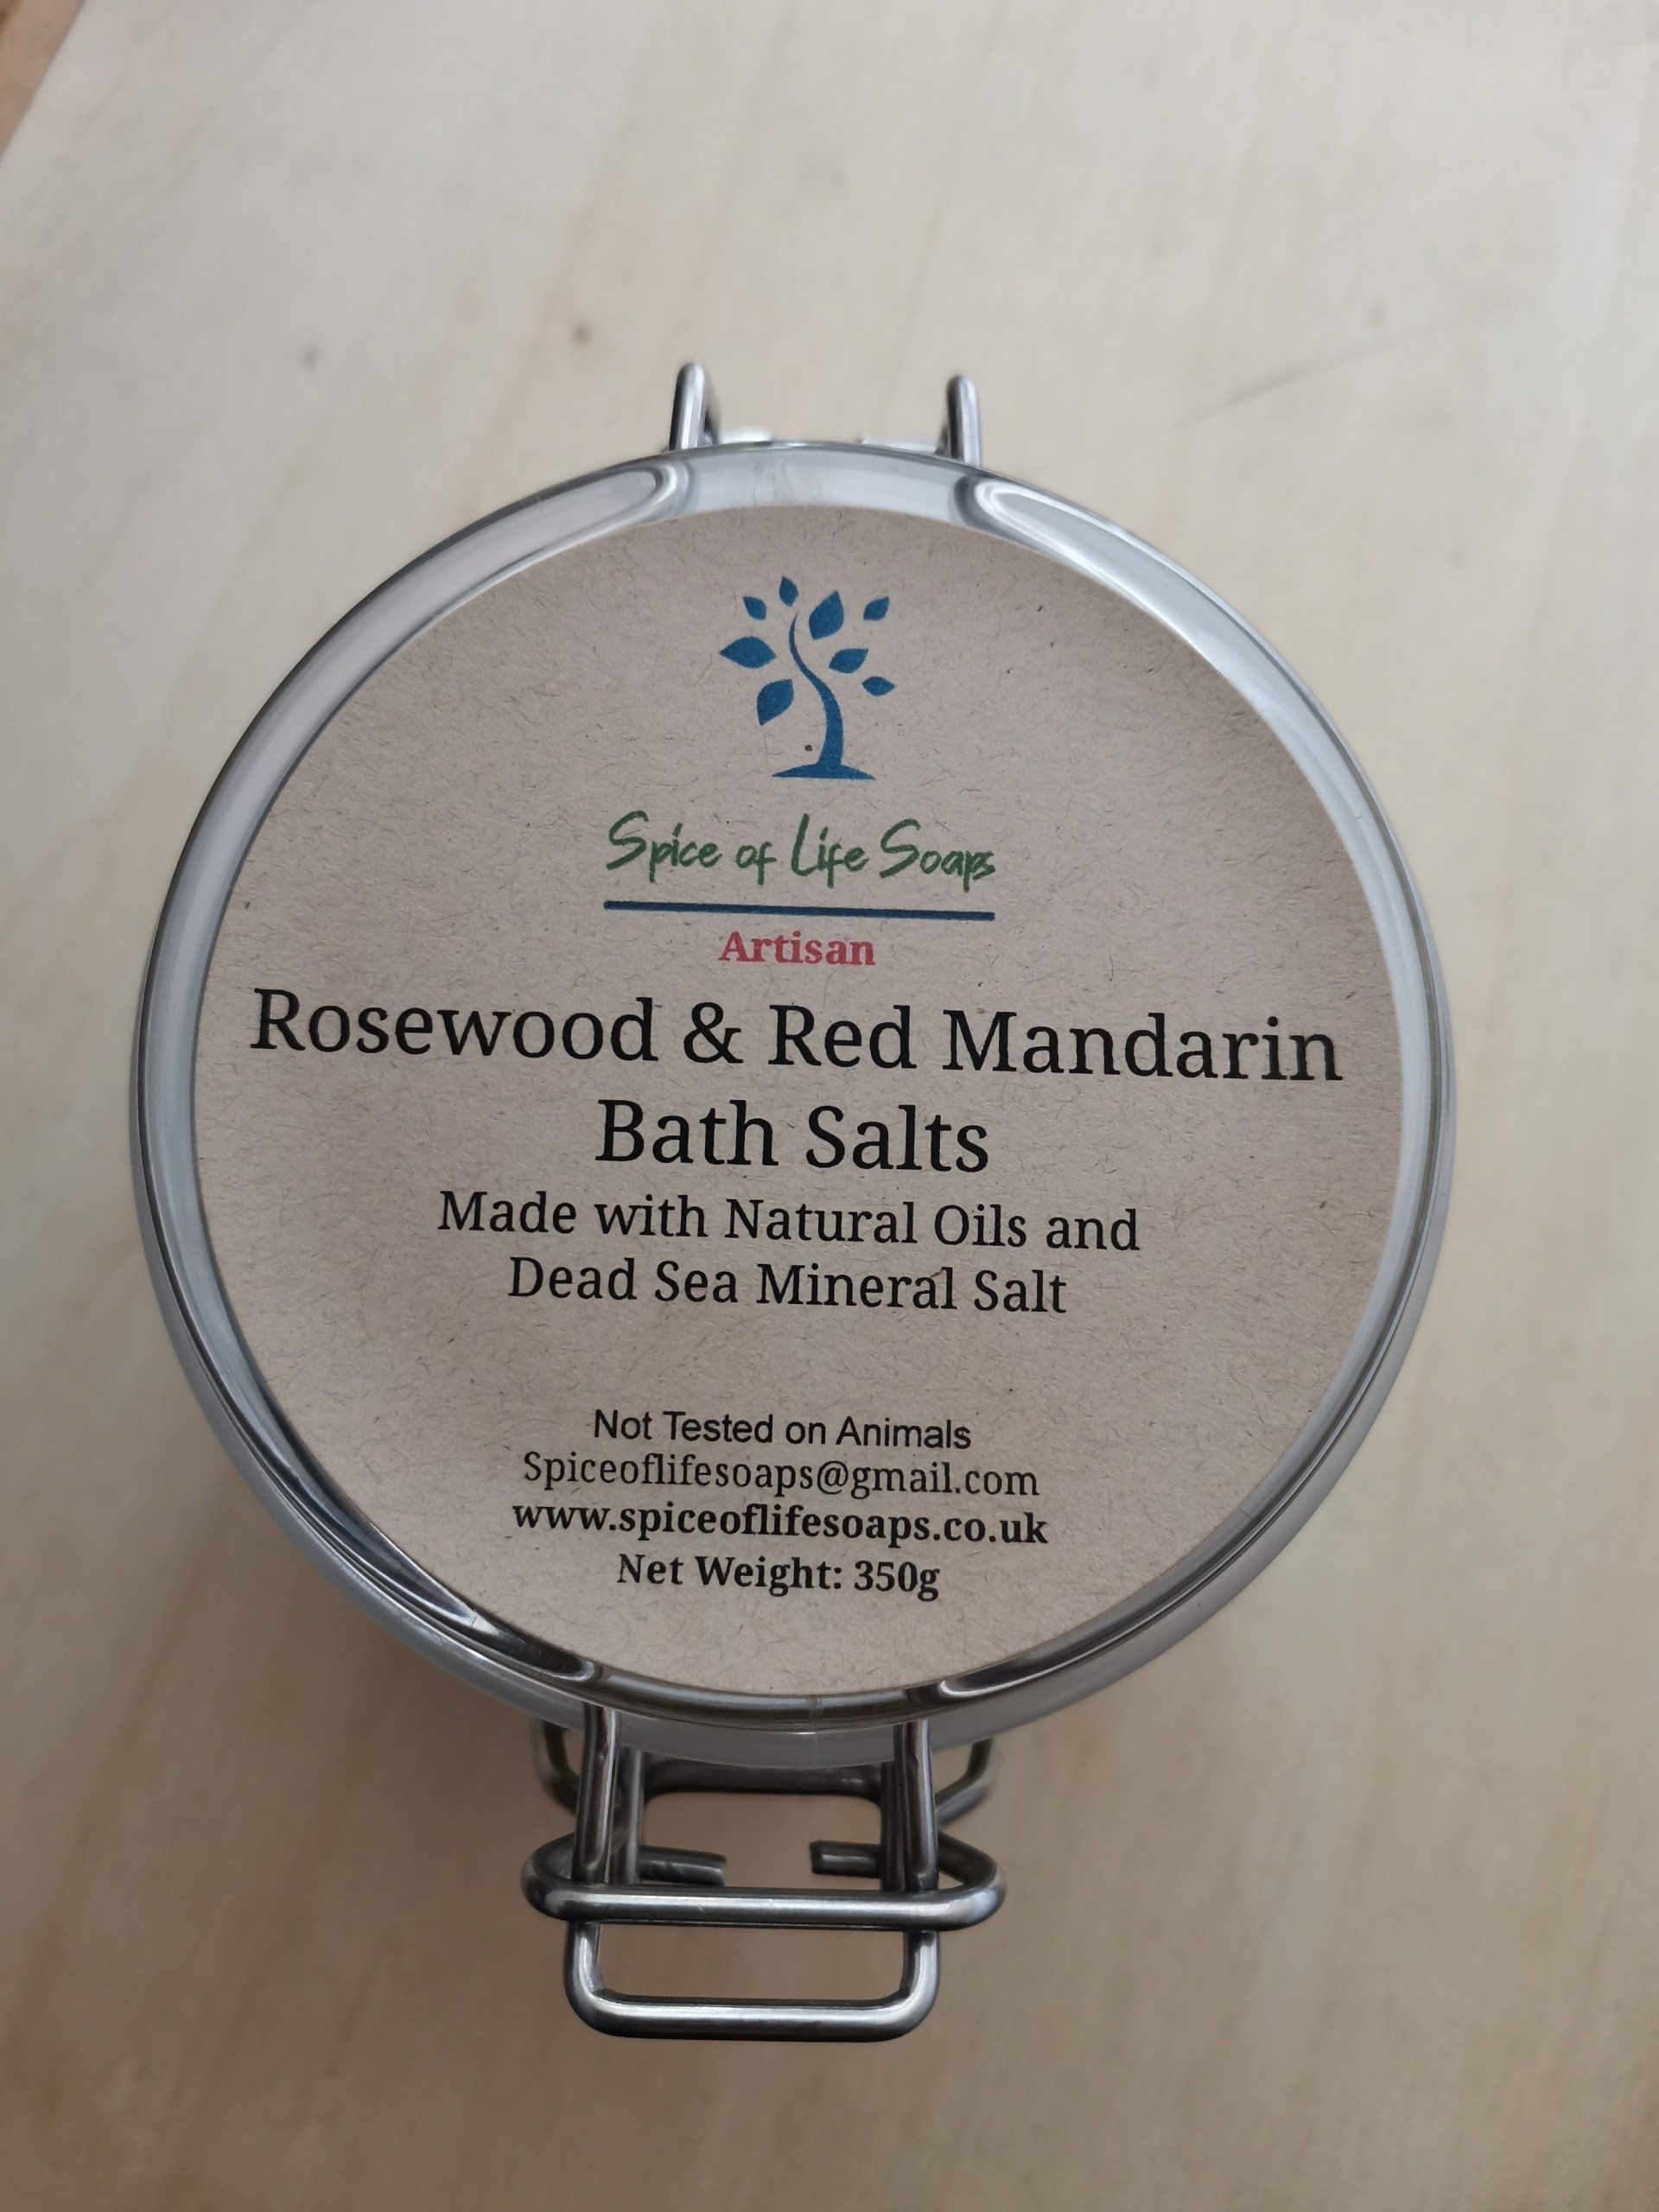 Spice of Life Soaps
Artisan
Rosewood & Red Mandarin
Bath Salts
Made with Natural Oils and
Dead Sea Mineral Salt
Not Tested on Animals
Spiceoflifesoaps@gmail.com
www.spiceoflifesoaps.co.uk
Net Weight: 350g